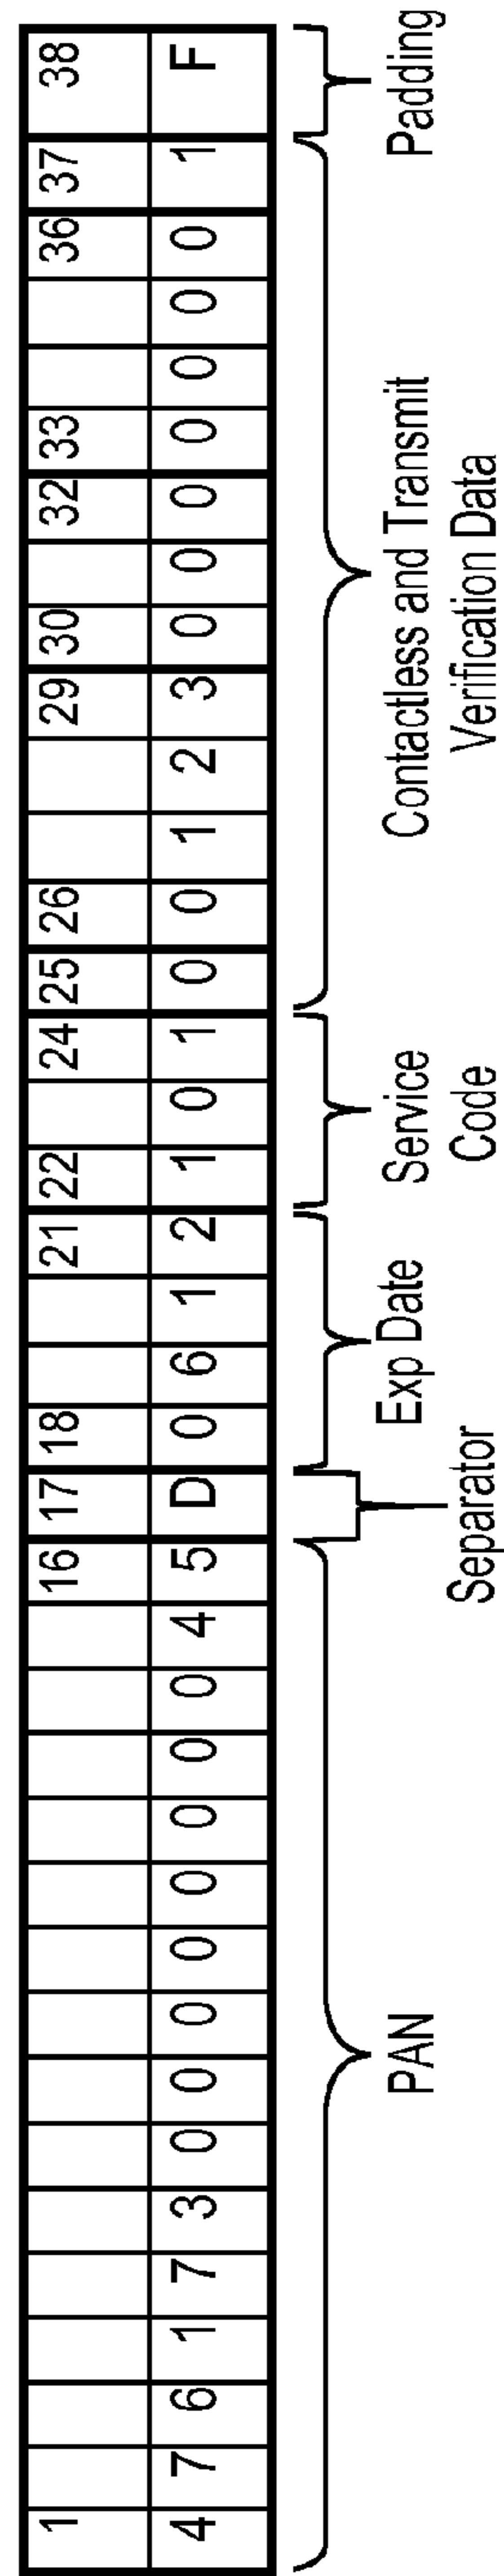 1 16 17 18 21 22 24 25 26 29 30 32 33 36 37 38
4 7 6 1 7 3 0 0 0 0 0 0 0 0 4 5 D 0 6 1 2 1 0 1 0 0 1 2 3 0 0 0 0 0 0 0 1 F
PAN
Separator
Exp Date
Service
Code
Contactless and Transmit
Verification Data
Padding